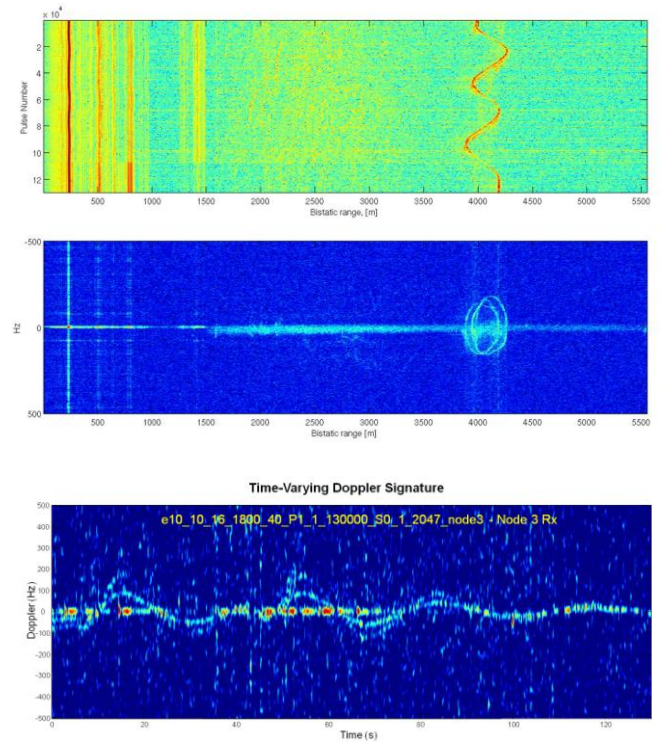 x 10⁴
2
4
6
8
10
12
Pulse Number
500 1000 1500 2000 2500 3000 3500 4000 4500 5000 5500
Bistatic range, [m]
-500
0
500
Hz
0 500 1000 1500 2000 2500 3000 3500 4000 4500 5000 5500
Bistatic range [m]
Time-Varying Doppler Signature
e10_10_16_1800_40_P1_1_130000_S0_1_2047_node3 - Node 3 Rx
500
400
300
200
100
0
-100
-200
-300
-400
-500
Doppler (Hz)
0 20 40 60 80 100 120
Time (s)